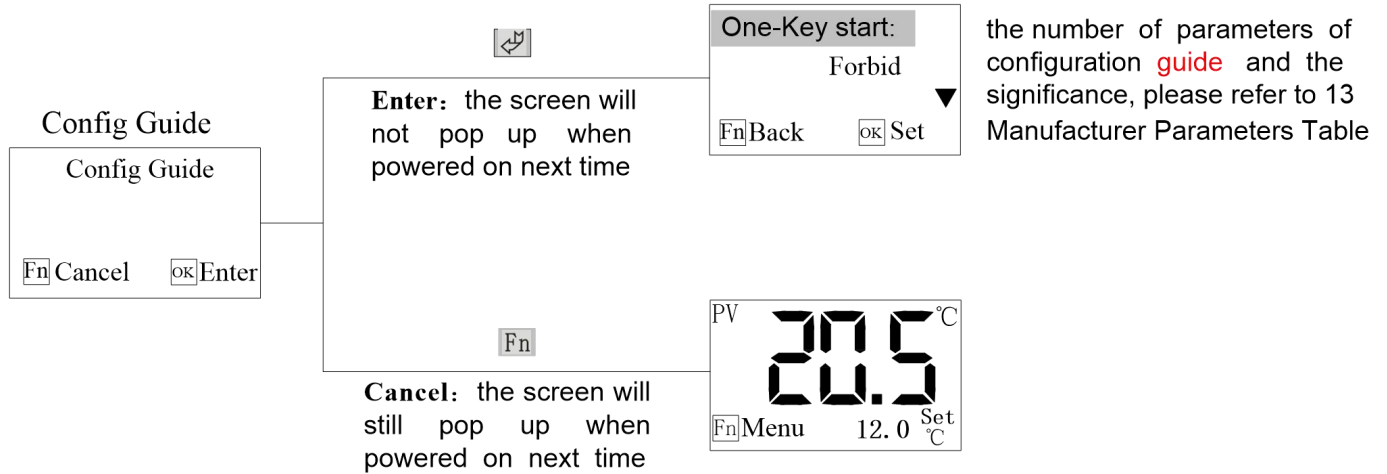 Config Guide
Config Guide
Fn Cancel OK Enter
Enter: the screen will
not pop up when
powered on next time
One-Key start:
Forbid
Fn Back OK Set
the number of parameters of
configuration guide and the
significance, please refer to 13
Manufacturer Parameters Table
Fn
Cancel: the screen will
still pop up when
powered on next time
PV 20.5 ℃
Fn Menu 12.0 Set
℃